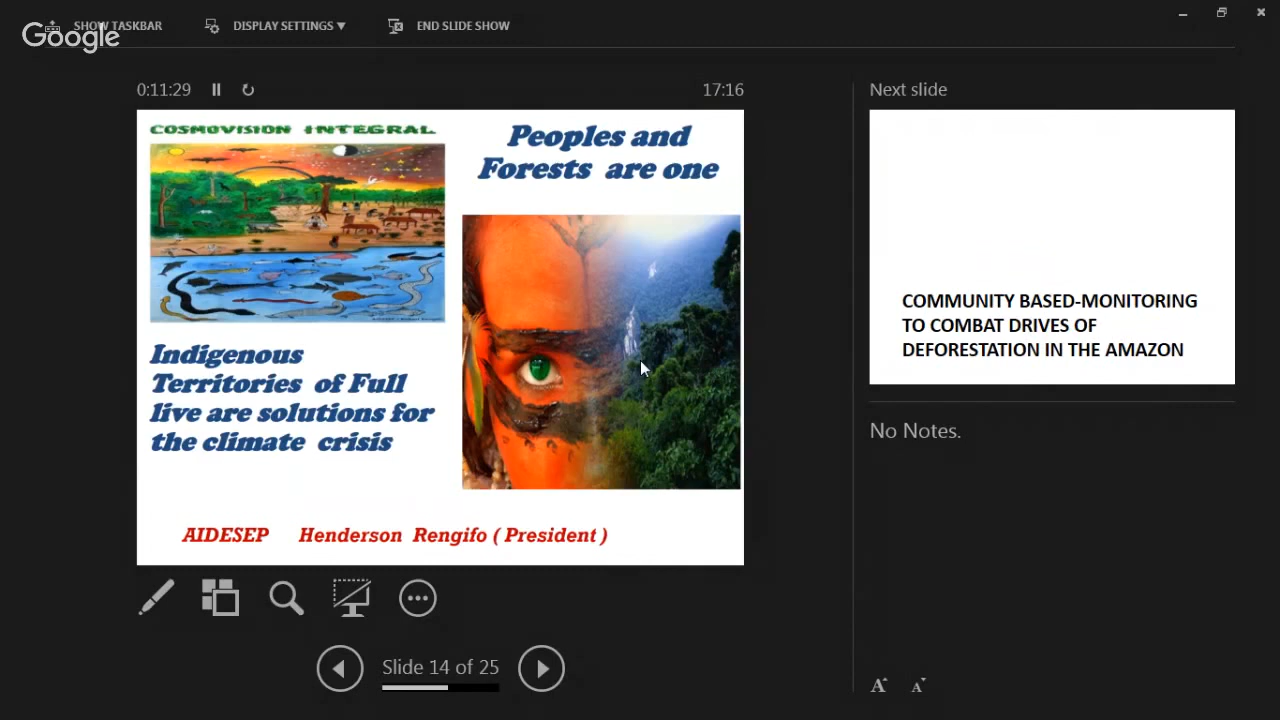 SHOW TASKBAR
DISPLAY SETTINGS ▼
END SLIDE SHOW
Google
0:11:29
17:16
Next slide
COSMOVISION INTEGRAL
Peoples and
Forests are one
Indigenous
Territories of Full
live are solutions for
the climate crisis
AIDESEP Henderson Rengifo ( President )
COMMUNITY BASED-MONITORING
TO COMBAT DRIVES OF
DEFORESTATION IN THE AMAZON
No Notes.
Slide 14 of 25
A A